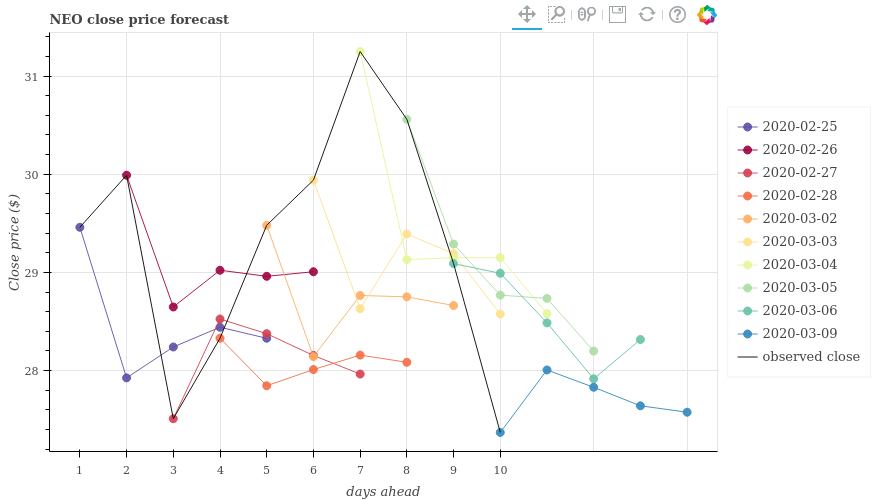 NEO close price forecast
31
30
29
28
Close price ($)
1 2 3 4 5 6 7 8 9 10
days ahead
2020-02-25
2020-02-26
2020-02-27
2020-02-28
2020-03-02
2020-03-03
2020-03-04
2020-03-05
2020-03-06
2020-03-09
observed close